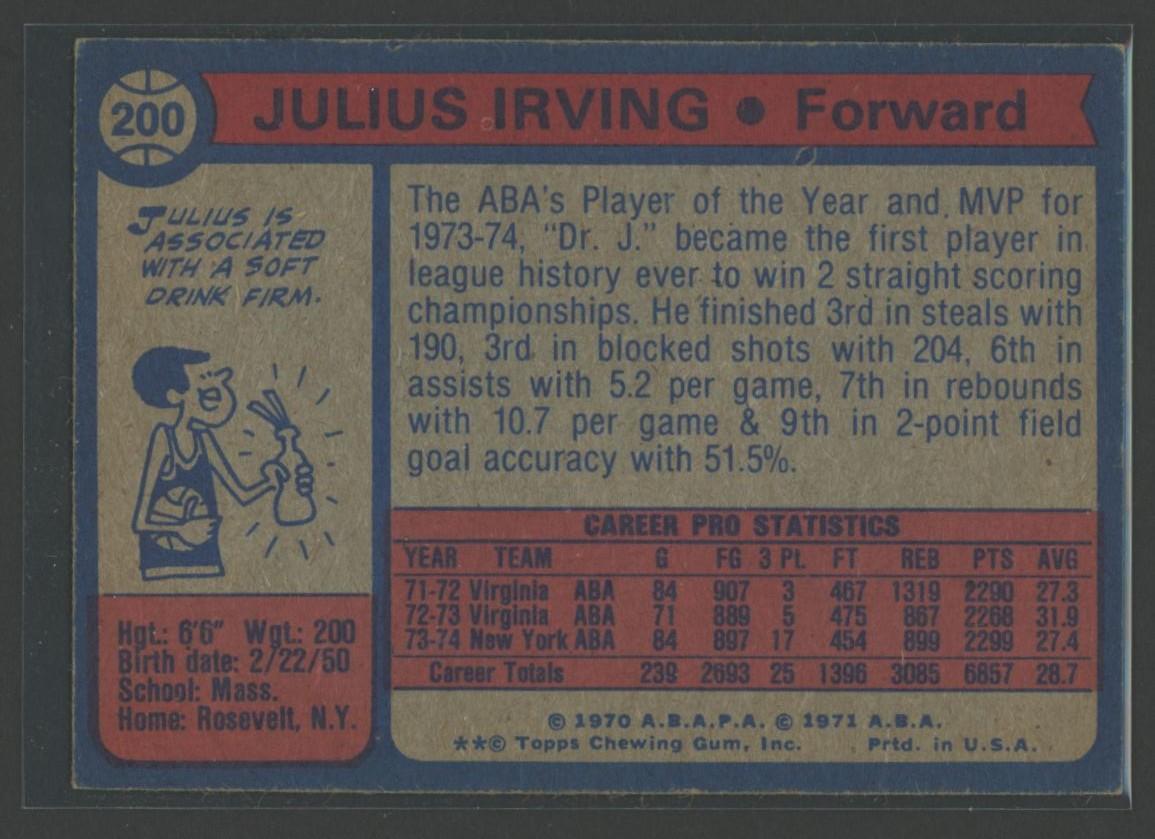 200
JULIUS IRVING • Forward
JULIUS IS
ASSOCIATED
WITH A SOFT
DRINK FIRM.
The ABA's Player of the Year and MVP for
1973-74, "Dr. J." became the first player in
league history ever to win 2 straight scoring
championships. He finished 3rd in steals with
190, 3rd in blocked shots with 204, 6th in
assists with 5.2 per game, 7th in rebounds
with 10.7 per game & 9th in 2-point field
goal accuracy with 51.5%.
Hgt.: 6'6" Wgt.: 200
Birth date: 2/22/50
School: Mass.
Home: Rosevelt, N.Y.
CAREER PRO STATISTICS
YEAR TEAM G FG 3 Pt. FT REB PTS AVG
71-72 Virginia ABA 84 907 3 467 1319 2290 27.3
72-73 Virginia ABA 71 889 5 475 867 2268 31.9
73-74 New York ABA 84 897 17 454 899 2299 27.4
Career Totals 239 2693 25 1396 3085 6857 28.7
© 1970 A.B.A.P.A. © 1971 A.B.A.
**© Topps Chewing Gum, Inc. Prtd. in U.S.A.